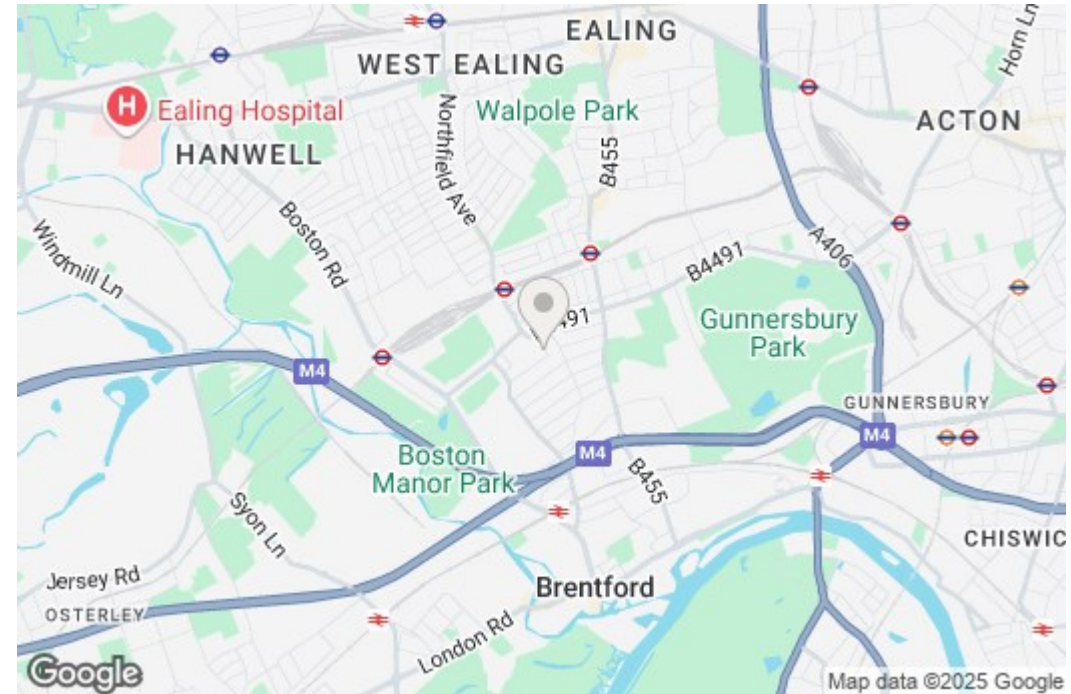 EALING
WEST EALING
Horn Ln
H
Ealing Hospital
Walpole Park
ACTON
HANWELL
Northfield Ave
B455
Boston Rd
Windmill Ln
A406
B4491
491
Gunnersbury
Park
M4
GUNNERSBURY
M4
Boston
Manor Park
M4
B455
Syon Ln
CHISWIC
Jersey Rd
Brentford
OSTERLEY
London Rd
Google
Map data ©2025 Google